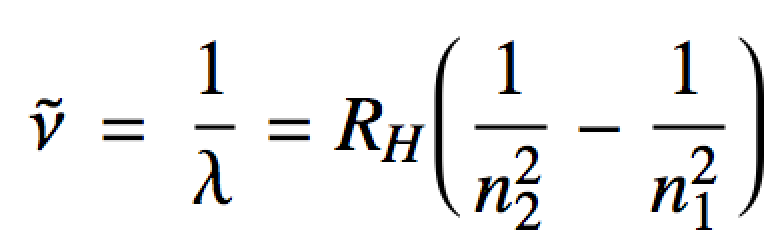 ν̃ = 1/λ = R_H(1/n₂² − 1/n₁²)